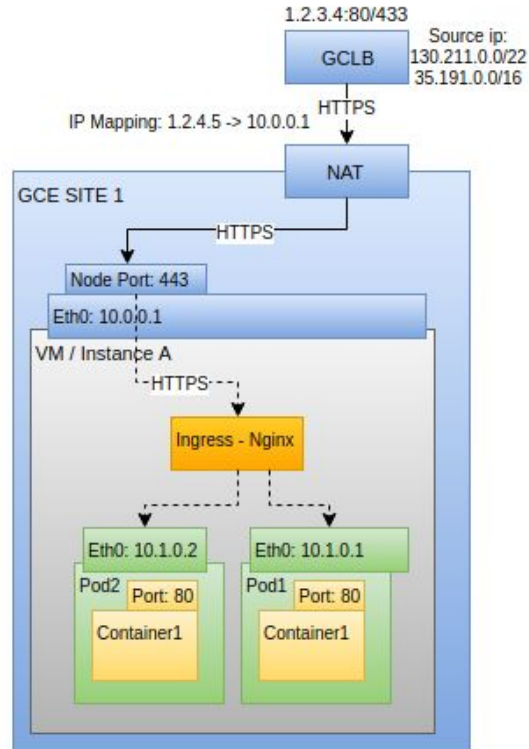 1.2.3.4:80/433
Source ip:
130.211.0.0/22
35.191.0.0/16
GCLB
HTTPS
IP Mapping: 1.2.4.5 -> 10.0.0.1
NAT
GCE SITE 1
HTTPS
Node Port: 443
Eth0: 10.0.0.1
VM / Instance A
HTTPS
Ingress - Nginx
Eth0: 10.1.0.2
Eth0: 10.1.0.1
Pod2
Port: 80
Container1
Pod1
Port: 80
Container1